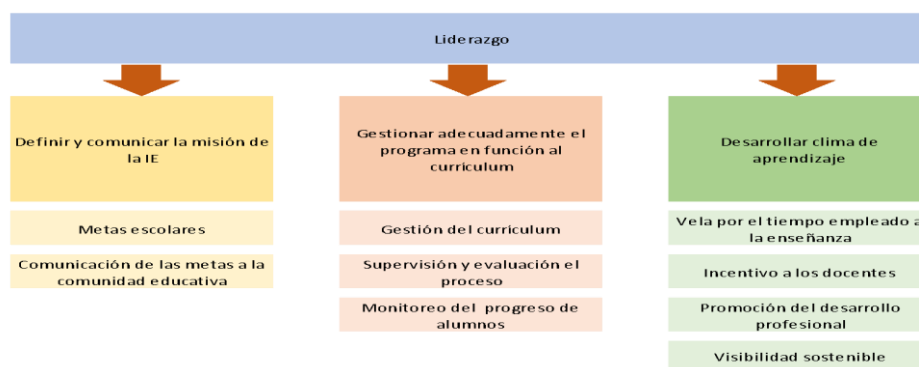 Liderazgo
Definir y comunicar la misión de
la IE
Metas escolares
Comunicación de las metas a la
comunidad educativa
Gestionar adecuadamente el
programa en función al
curriculum
Gestión del curriculum
Supervisión y evaluación el
proceso
Monitoreo del progreso de
alumnos
Desarrollar clima de
aprendizaje
Vela por el tiempo empleado a
la enseñanza
Incentivo a los docentes
Promoción del desarrollo
profesional
Visibilidad sostenible